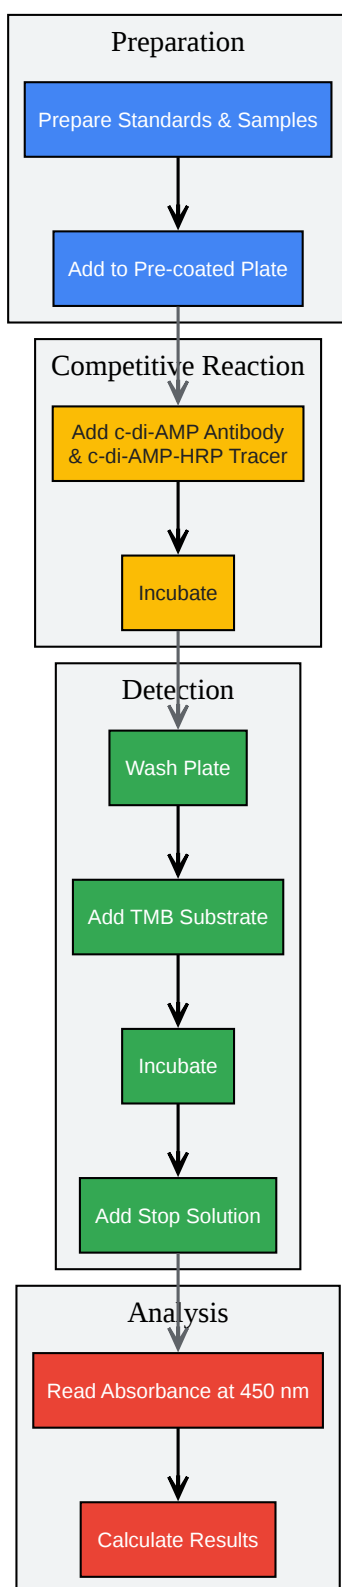 Preparation
Prepare Standards & Samples
Add to Pre-coated Plate
Competitive Reaction
Add c-di-AMP Antibody
& c-di-AMP-HRP Tracer
Incubate
Detection
Wash Plate
Add TMB Substrate
Incubate
Add Stop Solution
Analysis
Read Absorbance at 450 nm
Calculate Results